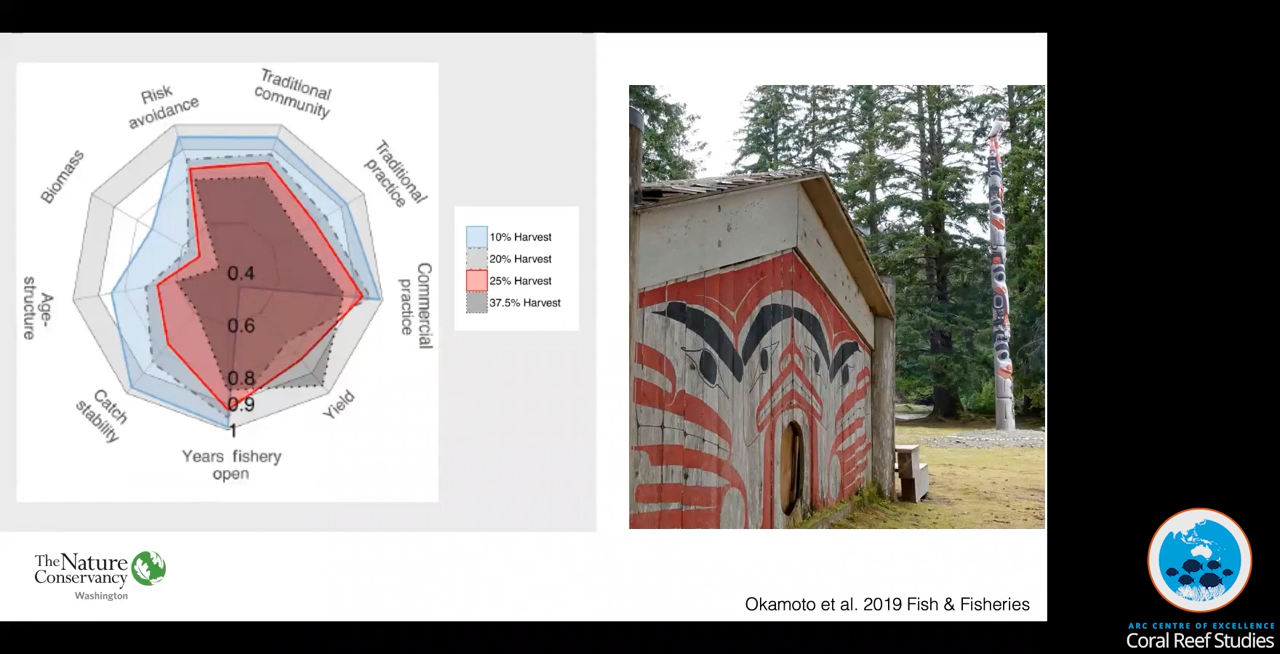 Risk
avoidance
Traditional
community
Traditional
practice
Biomass
Commercial
practice
Age-
structure
Catch
stability
Yield
Years fishery
open
0.4
0.6
0.8
0.9
1
10% Harvest
20% Harvest
25% Harvest
37.5% Harvest
The Nature
Conservancy
Washington
Okamoto et al. 2019 Fish & Fisheries
ARC CENTRE OF EXCELLENCE
Coral Reef Studies